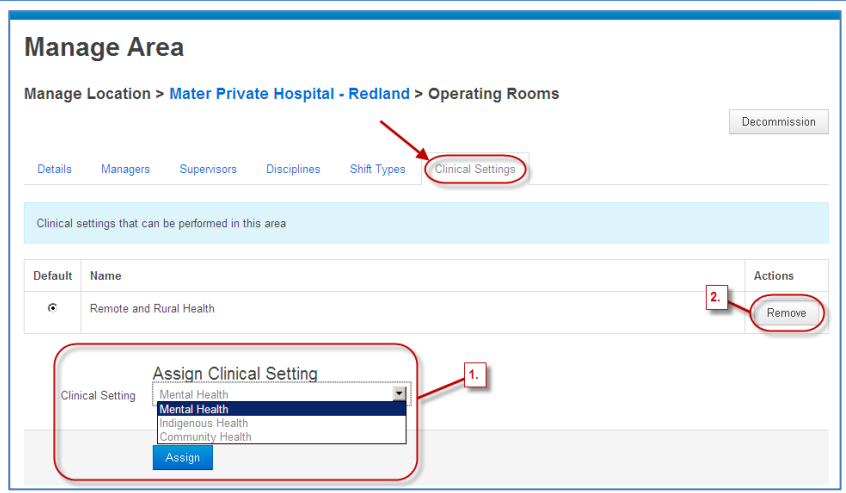 Manage Area
Manage Location > Mater Private Hospital - Redland > Operating Rooms
Decommission
Details Managers Supervisors Disciplines Shift Types Clinical Settings
Clinical settings that can be performed in this area
Default Name Actions
Remote and Rural Health
2.
Remove
Assign Clinical Setting
1.
Clinical Setting Mental Health
Mental Health
Indigenous Health
Community Health
Assign